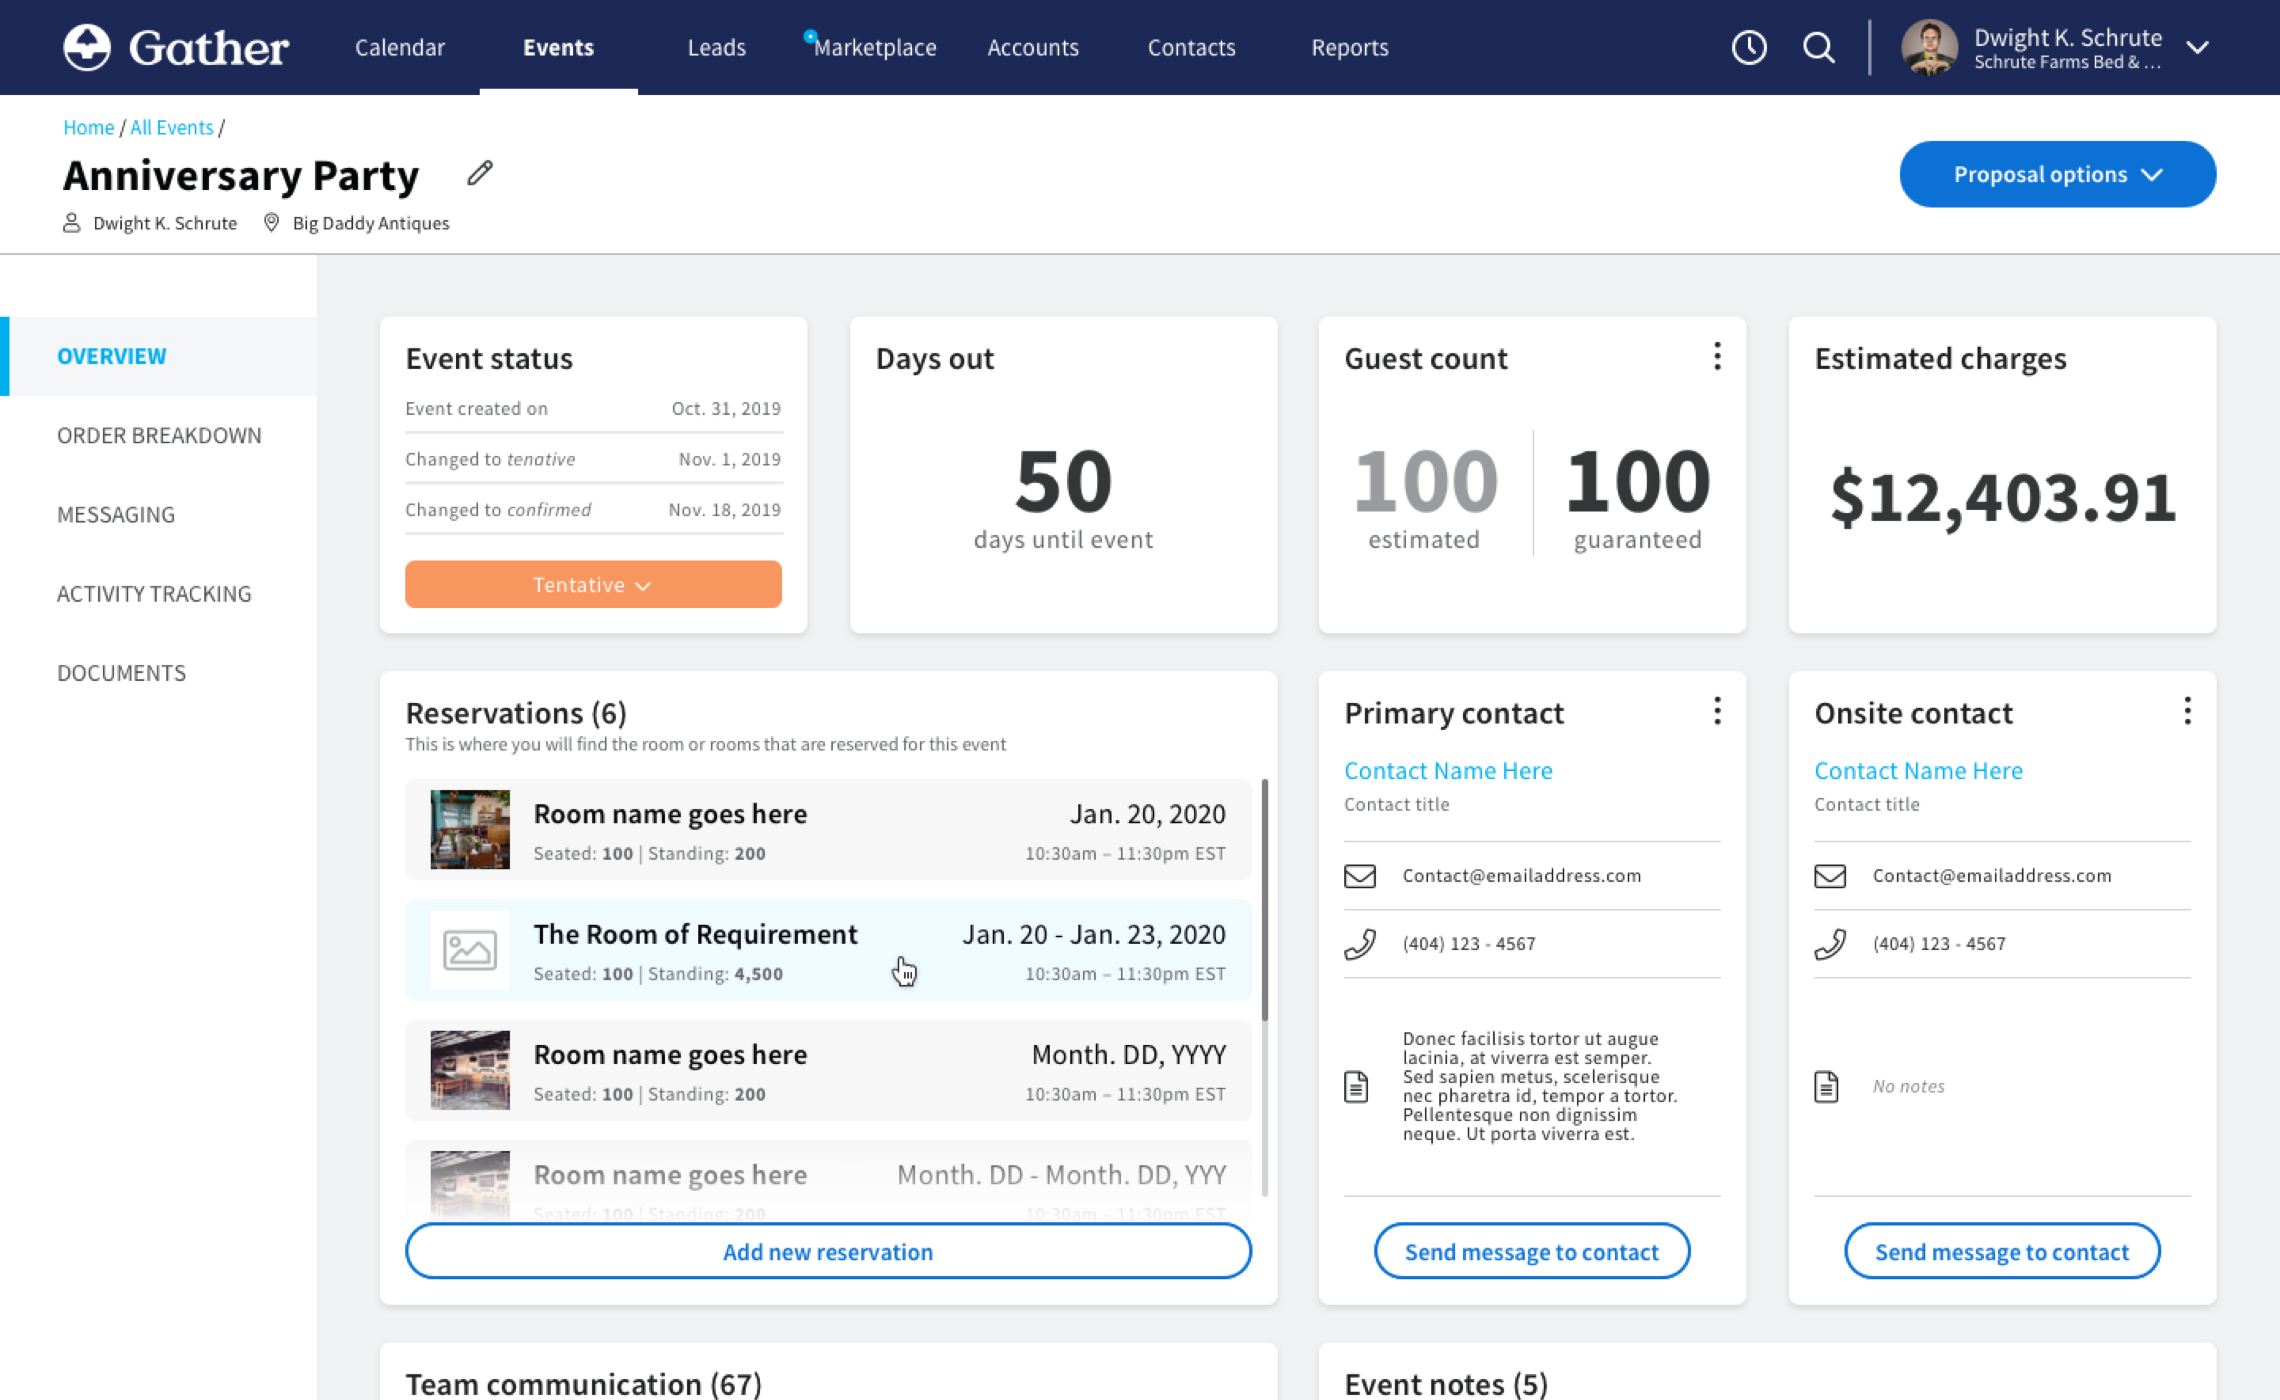 Gather
Calendar
Events
Leads
Marketplace
Accounts
Contacts
Reports
Dwight K. Schrute
Schrute Farms Bed & ...
Home / All Events /
Anniversary Party
Dwight K. Schrute
Big Daddy Antiques
Proposal options
OVERVIEW
ORDER BREAKDOWN
MESSAGING
ACTIVITY TRACKING
DOCUMENTS
Event status
Event created on Oct. 31, 2019
Changed to tenative Nov. 1, 2019
Changed to confirmed Nov. 18, 2019
Tentative
Days out
50
days until event
Guest count
100
estimated
100
guaranteed
Estimated charges
$12,403.91
Reservations (6)
This is where you will find the room or rooms that are reserved for this event
Room name goes here Jan. 20, 2020
Seated: 100 | Standing: 200 10:30am – 11:30pm EST
The Room of Requirement Jan. 20 - Jan. 23, 2020
Seated: 100 | Standing: 4,500 10:30am – 11:30pm EST
Room name goes here Month. DD, YYYY
Seated: 100 | Standing: 200 10:30am – 11:30pm EST
Room name goes here Month. DD - Month. DD, YYY
Seated: 100 | Standing: 200 10:30am – 11:30pm EST
Add new reservation
Primary contact
Contact Name Here
Contact title
Contact@emailaddress.com
(404) 123 - 4567
Donec facilisis tortor ut augue
lacinia, at viverra est semper.
Sed sapien metus, scelerisque
nec pharetra id, tempor a tortor.
Pellentesque non dignissim
neque. Ut porta viverra est.
Send message to contact
Onsite contact
Contact Name Here
Contact title
Contact@emailaddress.com
(404) 123 - 4567
No notes
Send message to contact
Team communication (67)
Event notes (5)